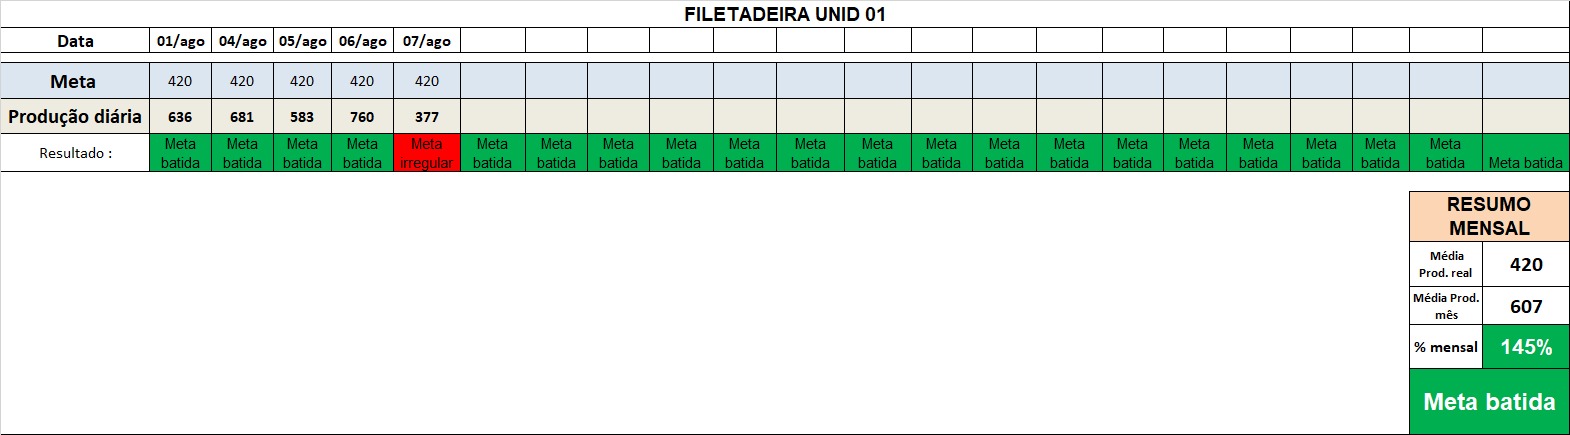 FILETADEIRA UNID 01
Data 01/ago 04/ago 05/ago 06/ago 07/ago
Meta 420 420 420 420 420
Produção diária 636 681 583 760 377
Resultado :
Meta Meta Meta Meta Meta Meta Meta Meta Meta Meta Meta Meta Meta Meta Meta Meta Meta Meta Meta Meta Meta
batida batida batida batida irregular batida batida batida batida batida batida batida batida batida batida batida batida batida batida batida batida Meta batida
RESUMO
MENSAL
Média
Prod. real
420
Média Prod.
mês
607
% mensal 145%
Meta batida